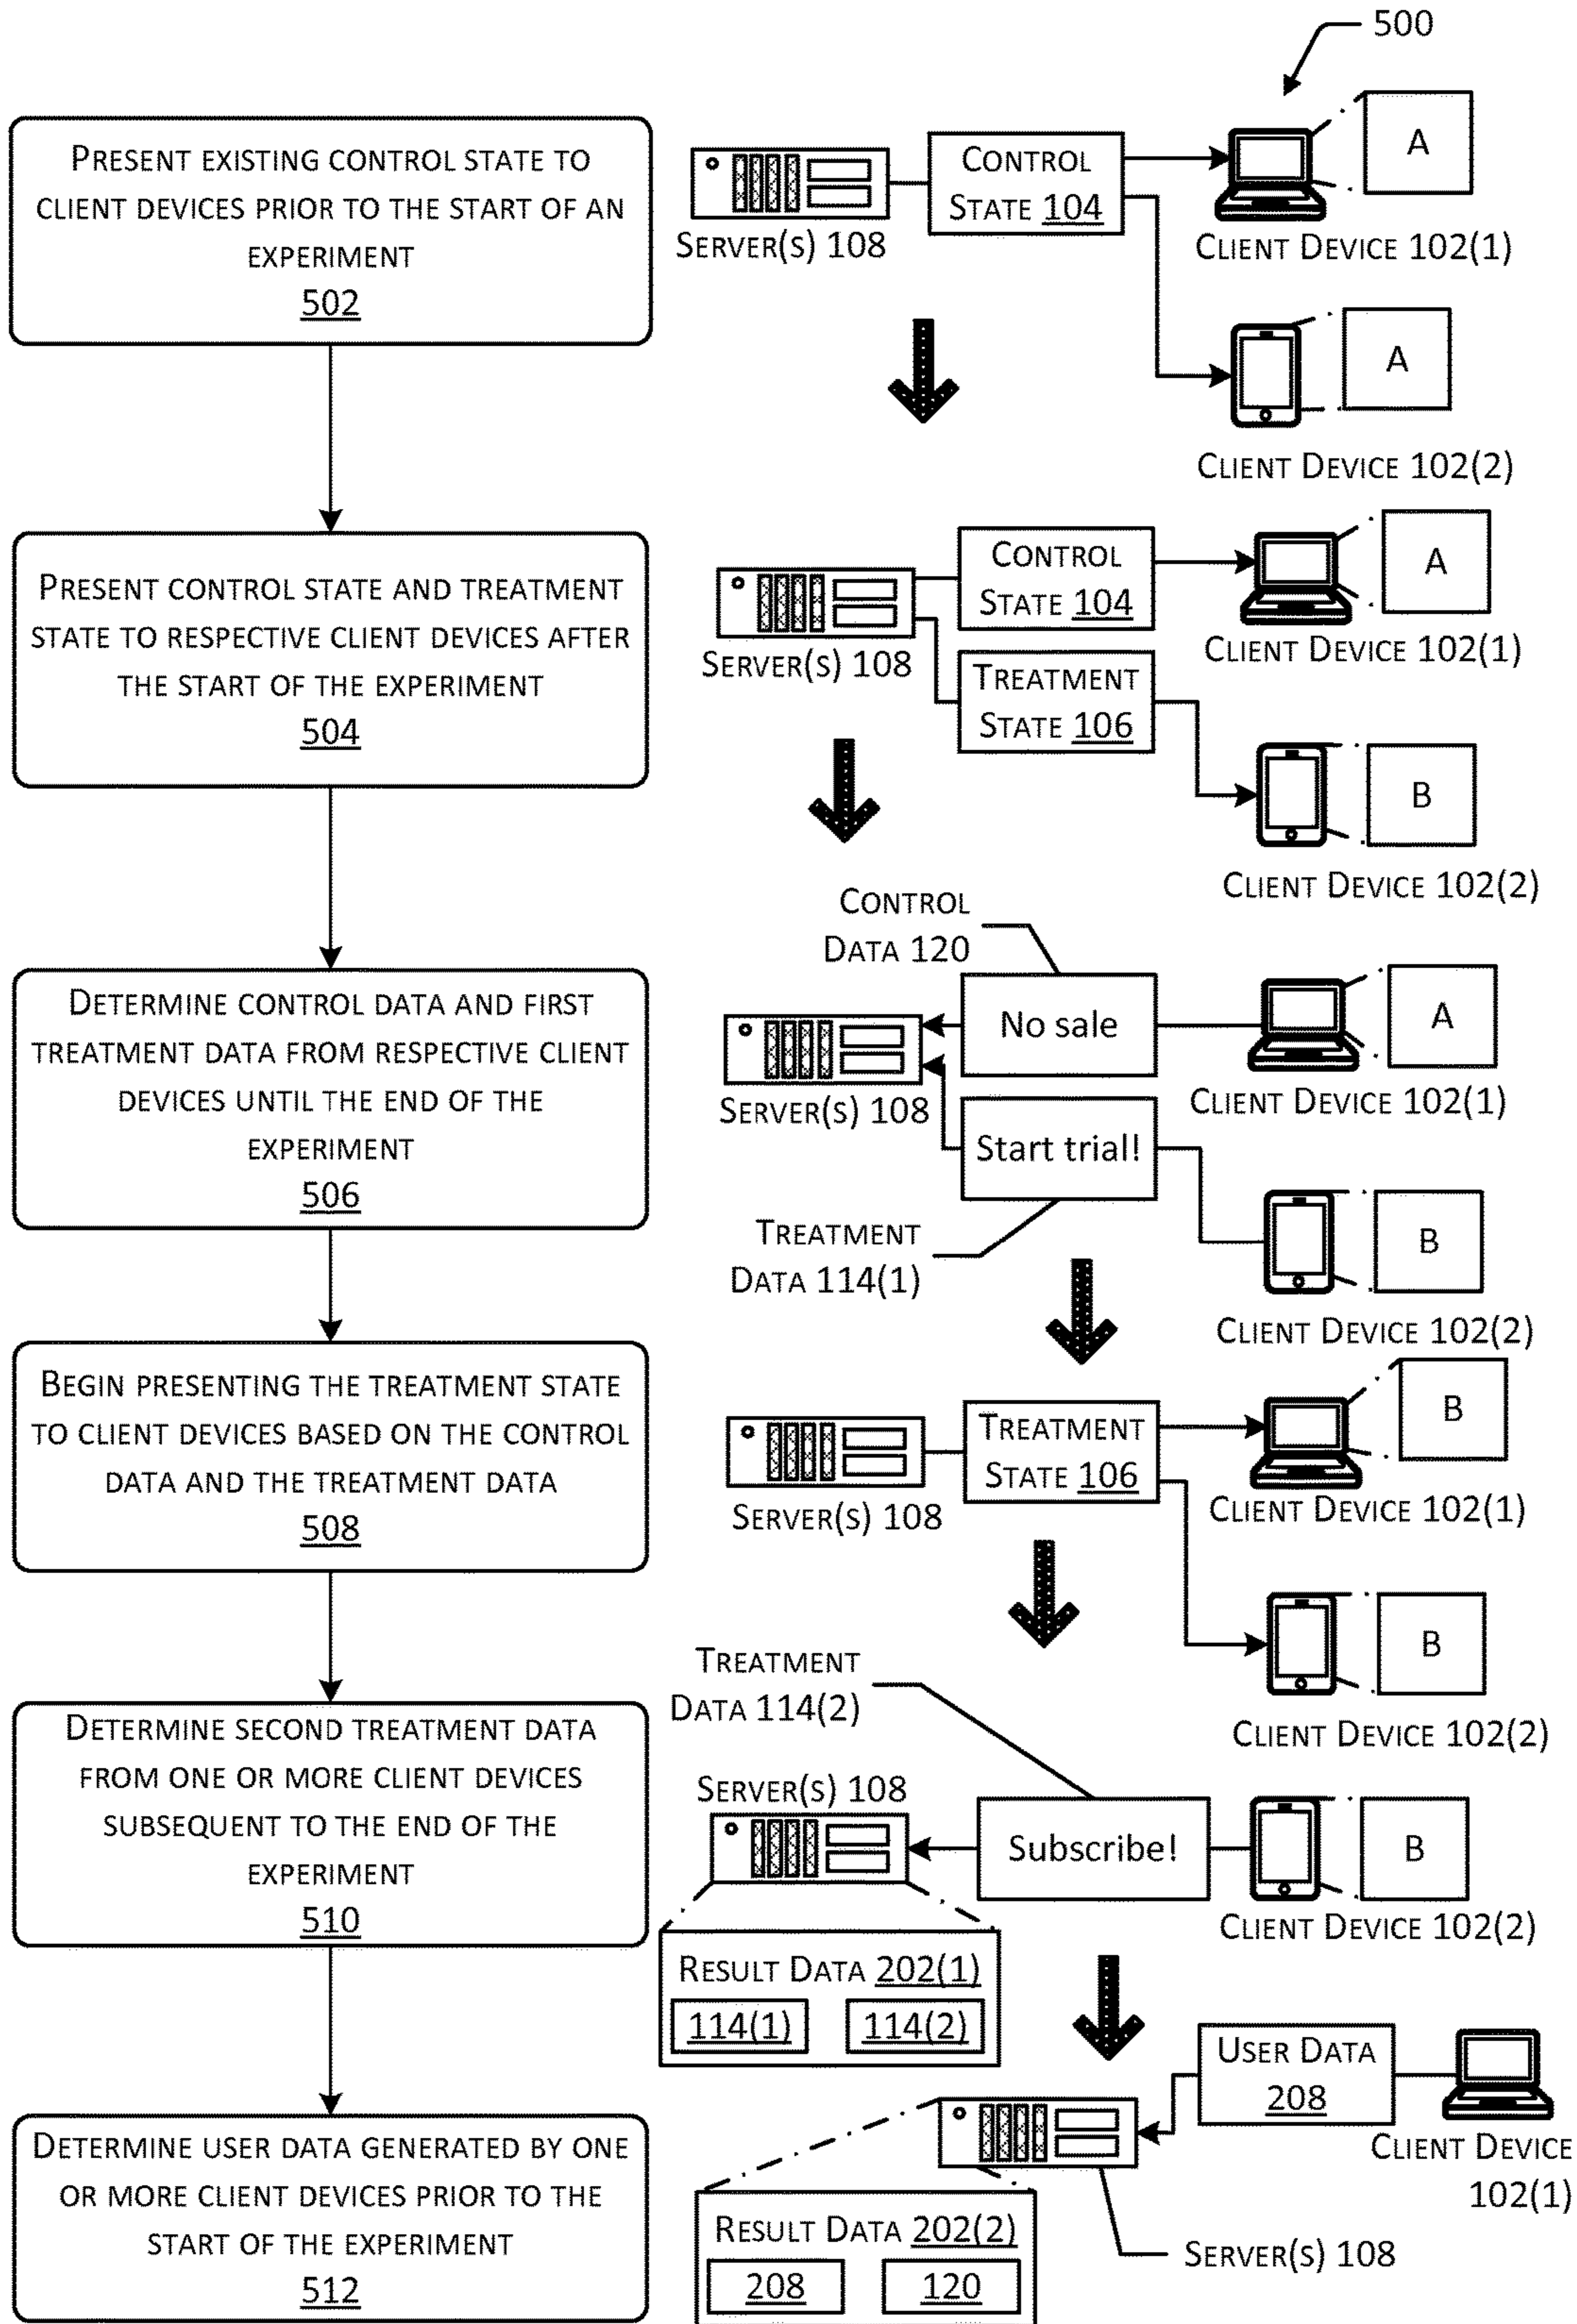 500
PRESENT EXISTING CONTROL STATE TO
CLIENT DEVICES PRIOR TO THE START OF AN
EXPERIMENT
502
CONTROL
STATE 104
SERVER(S) 108
A
CLIENT DEVICE 102(1)
A
CLIENT DEVICE 102(2)
PRESENT CONTROL STATE AND TREATMENT
STATE TO RESPECTIVE CLIENT DEVICES AFTER
THE START OF THE EXPERIMENT
504
CONTROL
STATE 104
SERVER(S) 108
TREATMENT
STATE 106
A
CLIENT DEVICE 102(1)
B
CLIENT DEVICE 102(2)
DETERMINE CONTROL DATA AND FIRST
TREATMENT DATA FROM RESPECTIVE CLIENT
DEVICES UNTIL THE END OF THE
EXPERIMENT
506
CONTROL
DATA 120
No sale
SERVER(S) 108
Start trial!
TREATMENT
DATA 114(1)
A
CLIENT DEVICE 102(1)
B
CLIENT DEVICE 102(2)
BEGIN PRESENTING THE TREATMENT STATE
TO CLIENT DEVICES BASED ON THE CONTROL
DATA AND THE TREATMENT DATA
508
TREATMENT
STATE 106
SERVER(S) 108
B
CLIENT DEVICE 102(1)
B
CLIENT DEVICE 102(2)
DETERMINE SECOND TREATMENT DATA
FROM ONE OR MORE CLIENT DEVICES
SUBSEQUENT TO THE END OF THE
EXPERIMENT
510
TREATMENT
DATA 114(2)
SERVER(S) 108
Subscribe!
B
CLIENT DEVICE 102(2)
RESULT DATA 202(1)
114(1) 114(2)
DETERMINE USER DATA GENERATED BY ONE
OR MORE CLIENT DEVICES PRIOR TO THE
START OF THE EXPERIMENT
512
USER DATA
208
CLIENT DEVICE
102(1)
SERVER(S) 108
RESULT DATA 202(2)
208 120